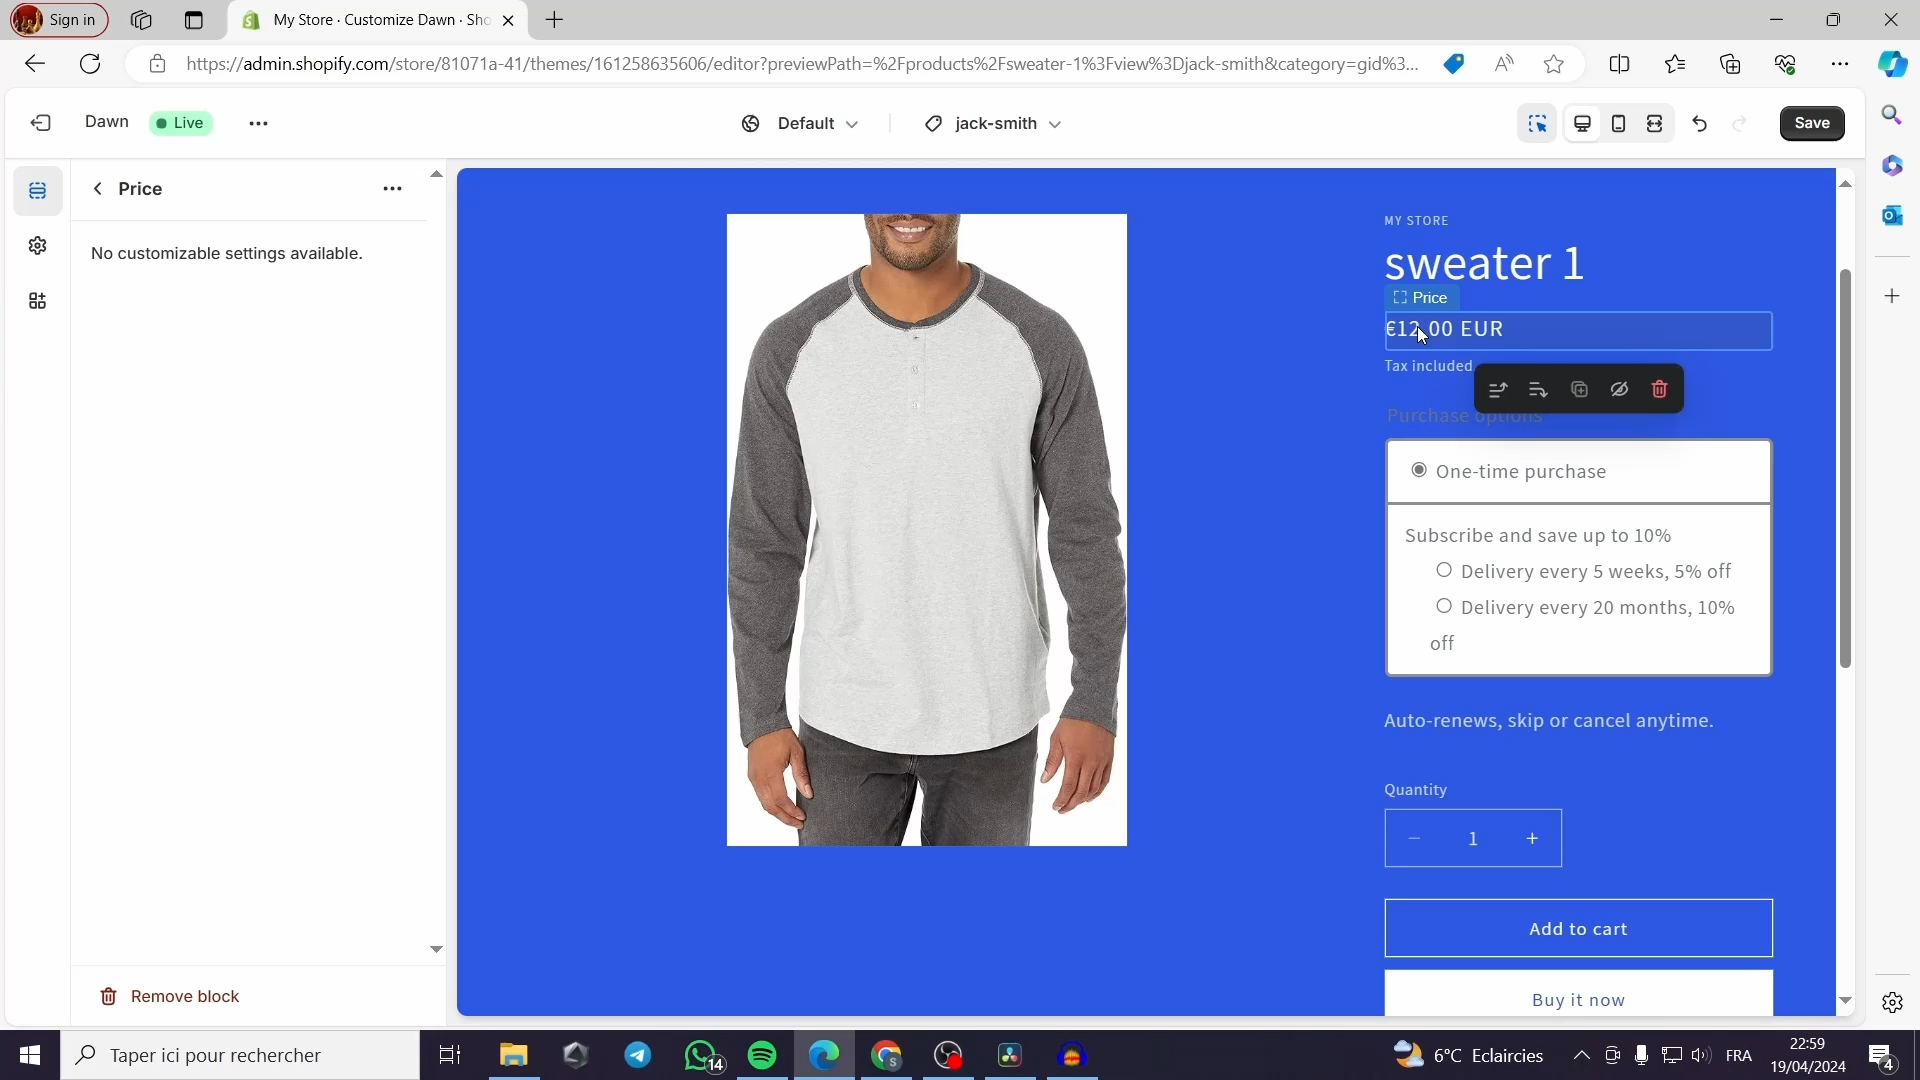 Sign in
My Store · Customize Dawn · Sho
https://admin.shopify.com/store/81071a-41/themes/161258635606/editor?previewPath=%2Fproducts%2Fsweater-1%3Fview%3Djack-smith&category=gid%3...
Dawn
Live
Default
jack-smith
Save
Price
No customizable settings available.
Remove block
MY STORE
sweater 1
Price
€12.00 EUR
Tax included
Purchase options
One-time purchase
Subscribe and save up to 10%
Delivery every 5 weeks, 5% off
Delivery every 20 months, 10%
off
Auto-renews, skip or cancel anytime.
Quantity
1
Add to cart
Buy it now
Taper ici pour rechercher
14
S
6°C Eclaircies
FRA
22:59
19/04/2024
4